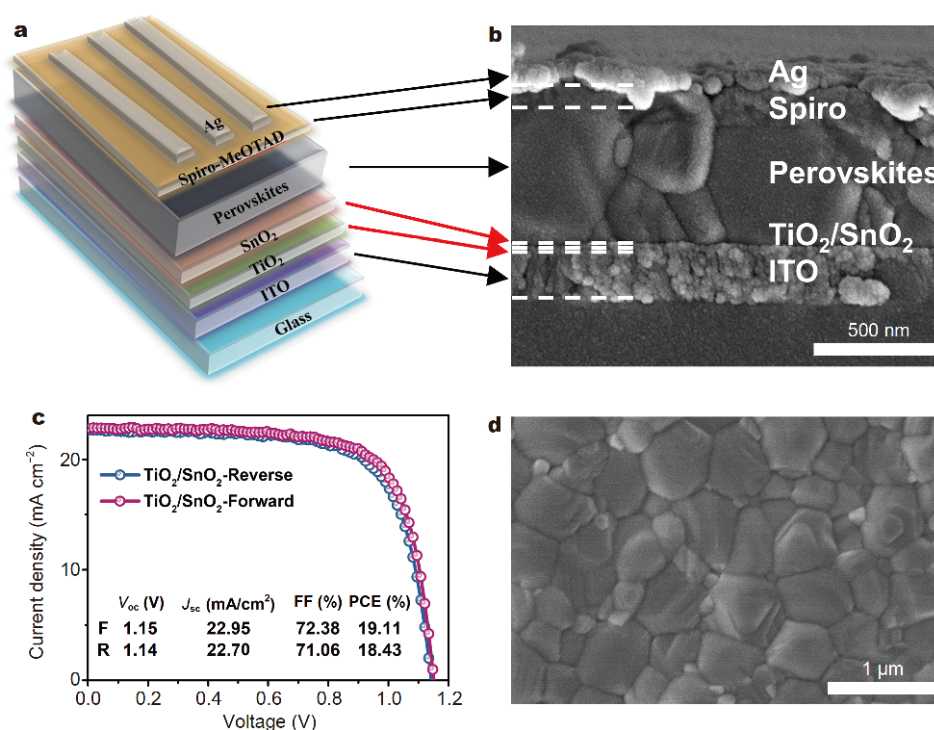 a
Ag
Spiro-MeOTAD
Perovskites
SnO₂
TiO₂
ITO
Glass
b
Ag
Spiro
Perovskites
TiO₂/SnO₂
ITO
500 nm
c
Current density (mA cm⁻²)
20
10
0
TiO₂/SnO₂-Reverse
TiO₂/SnO₂-Forward
Voc (V) Jsc (mA/cm²) FF (%) PCE (%)
F 1.15 22.95 72.38 19.11
R 1.14 22.70 71.06 18.43
0.0 0.2 0.4 0.6 0.8 1.0 1.2
Voltage (V)
d
1 μm